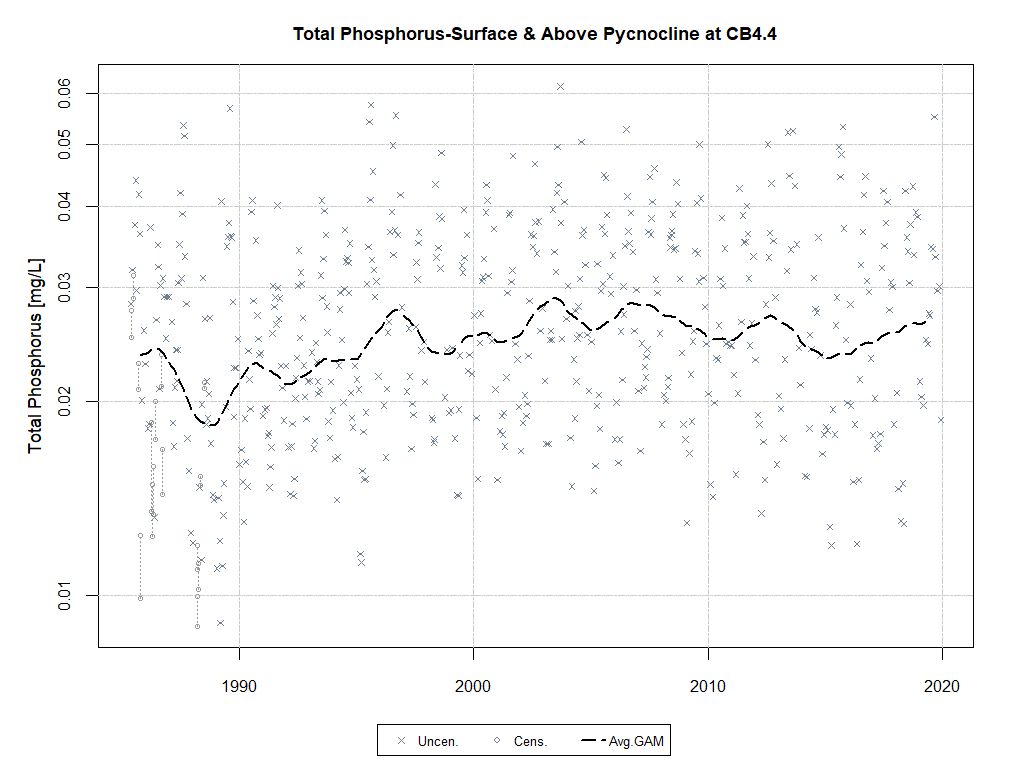 Total Phosphorus-Surface & Above Pycnocline at CB4.4
Total Phosphorus [mg/L]
0.06
0.05
0.04
0.03
0.02
0.01
1990 2000 2010 2020
Uncen. Cens. Avg.GAM